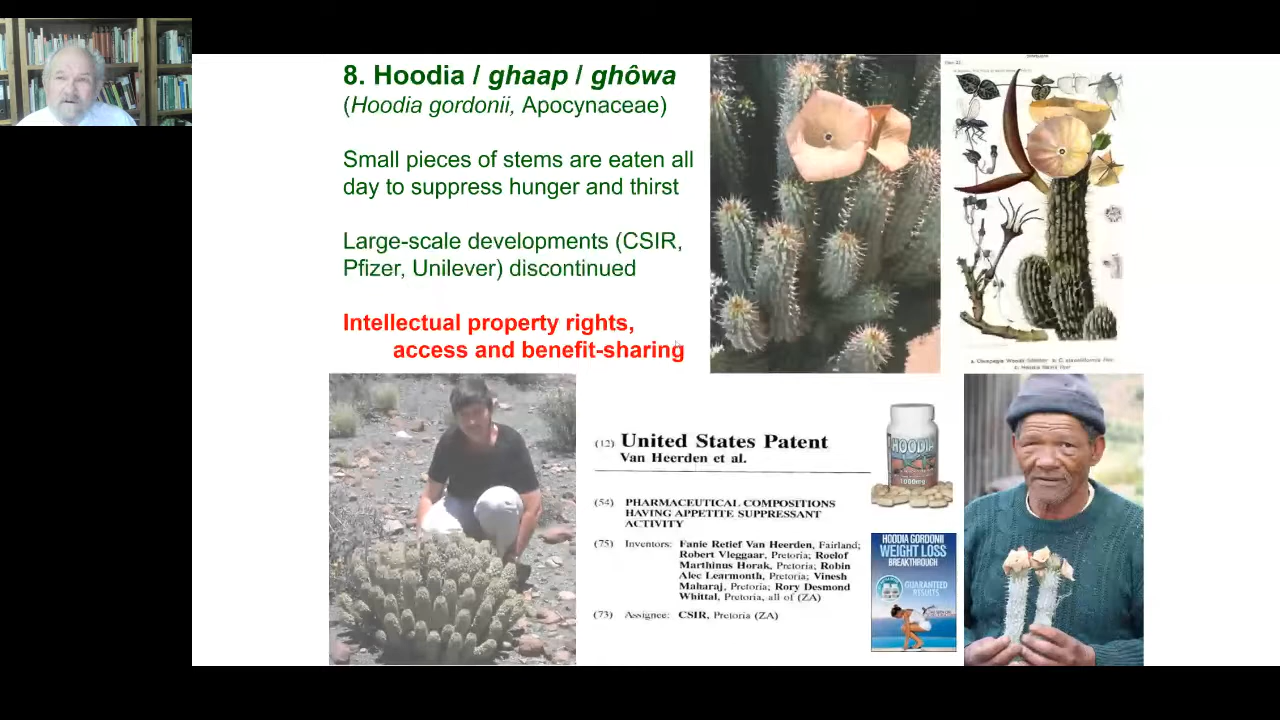 8. Hoodia / ghaap / ghôwa
(Hoodia gordonii, Apocynaceae)
Small pieces of stems are eaten all
day to suppress hunger and thirst
Large-scale developments (CSIR,
Pfizer, Unilever) discontinued
Intellectual property rights,
access and benefit-sharing
(12) United States Patent
Van Heerden et al.
(54) PHARMACEUTICAL COMPOSITIONS
HAVING APPETITE SUPPRESSANT
ACTIVITY
(75) Inventors: Fanie Retief Van Heerden, Fairland;
Robert Vleggaar, Pretoria; Roelof
Marthinus Horak, Pretoria; Robin
Alec Learmonth, Pretoria; Vinesh
Maharaj, Pretoria; Rory Desmond
Whittal, Pretoria, all of (ZA)
(73) Assignee: CSIR, Pretoria (ZA)
HOODIA
1000mg
HOODIA GORDONII
WEIGHT LOSS
BREAKTHROUGH
GUARANTEED
RESULTS